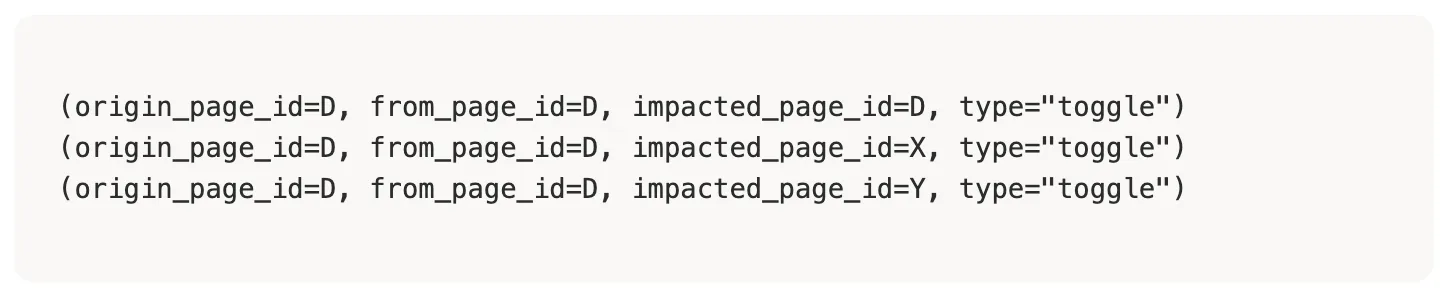 (origin_page_id=D, from_page_id=D, impacted_page_id=D, type="toggle")
(origin_page_id=D, from_page_id=D, impacted_page_id=X, type="toggle")
(origin_page_id=D, from_page_id=D, impacted_page_id=Y, type="toggle")